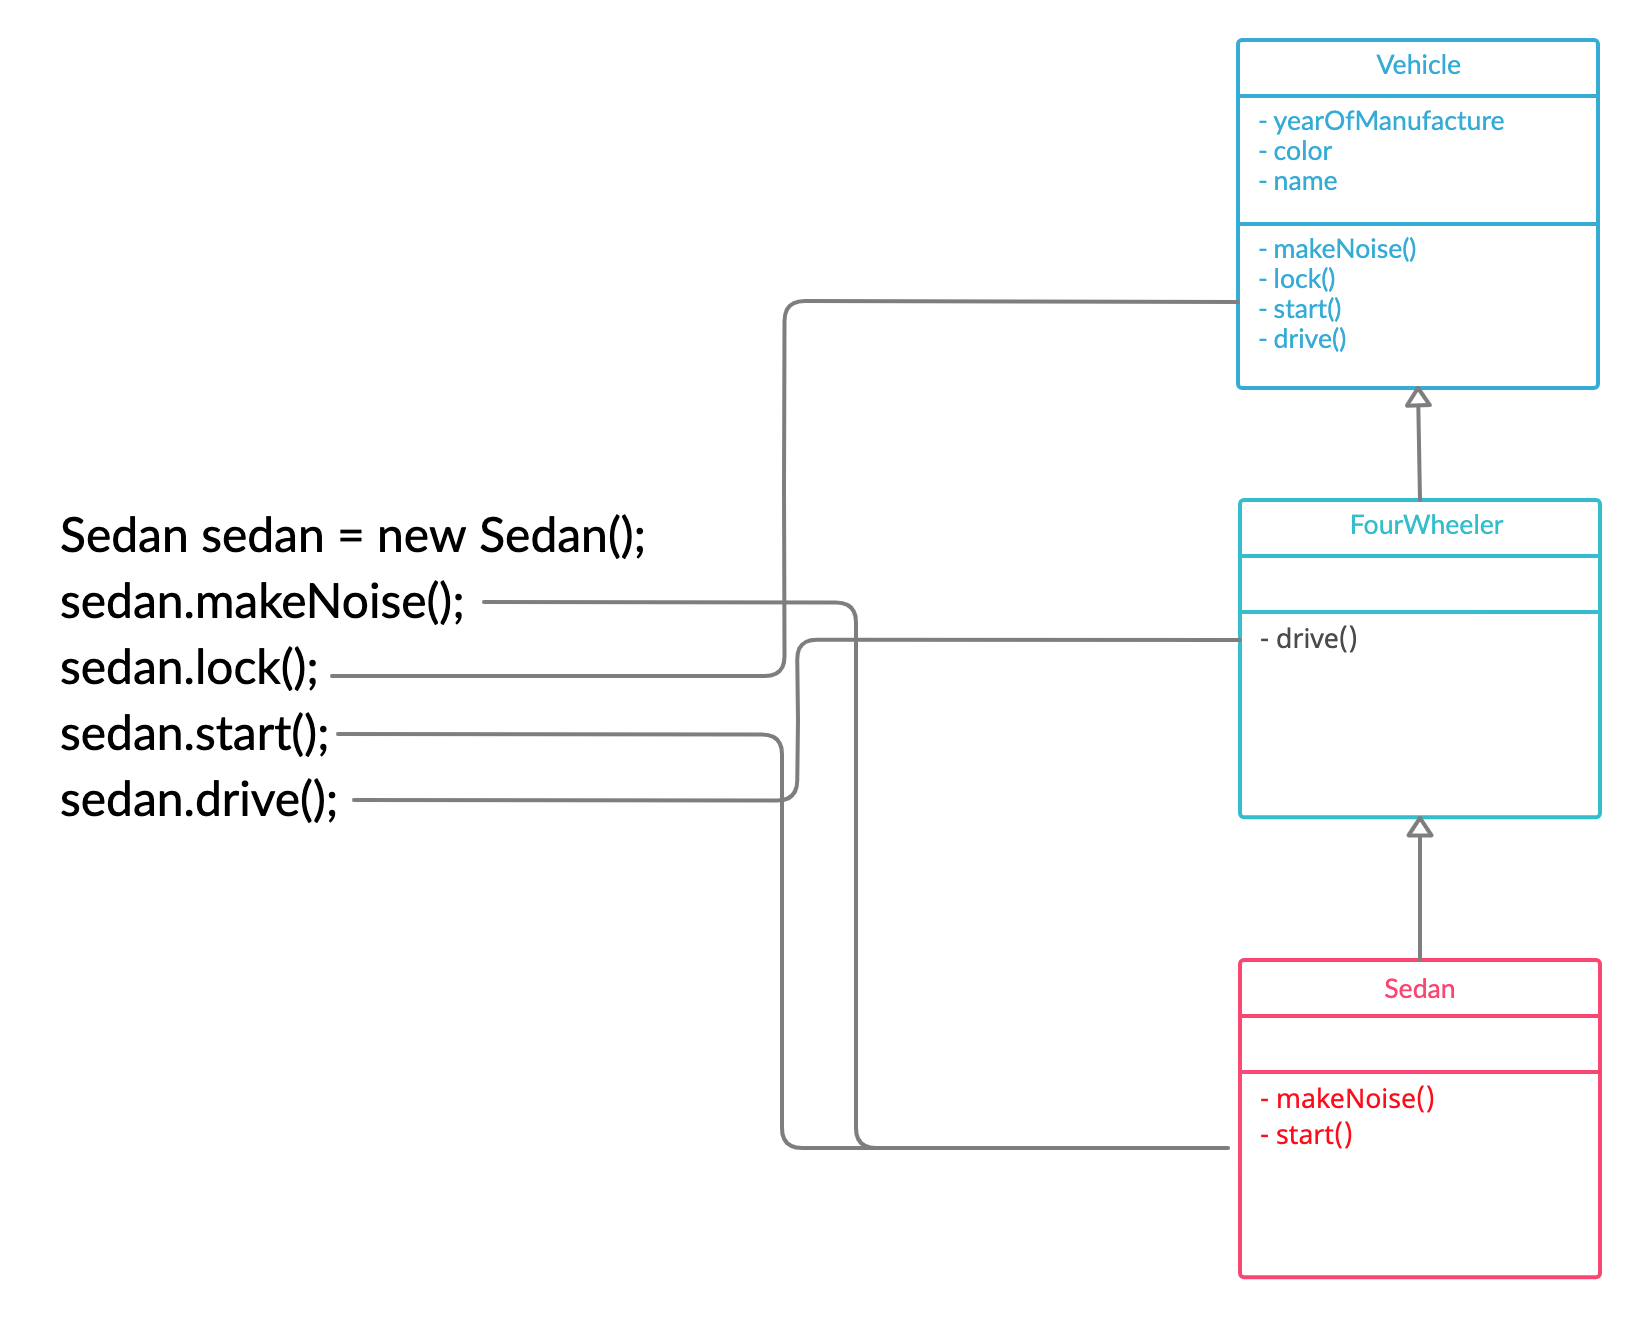 Vehicle
- yearOfManufacture
- color
- name
- makeNoise()
- lock()
- start()
- drive()
Sedan sedan = new Sedan();
sedan.makeNoise();
sedan.lock();
sedan.start();
sedan.drive();
FourWheeler
- drive()
Sedan
- makeNoise()
- start()